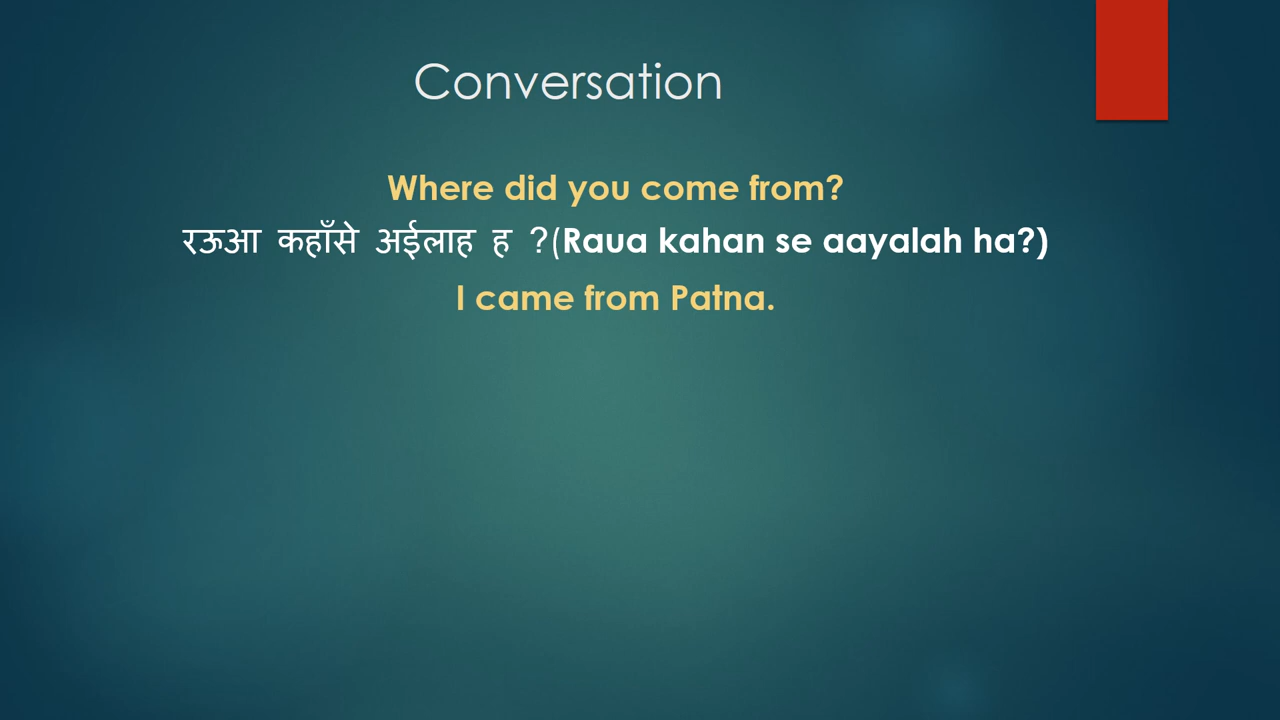 Conversation
Where did you come from?
रऊआ कहाँसे अईलाह ह ?(Raua kahan se aayalah ha?)
I came from Patna.